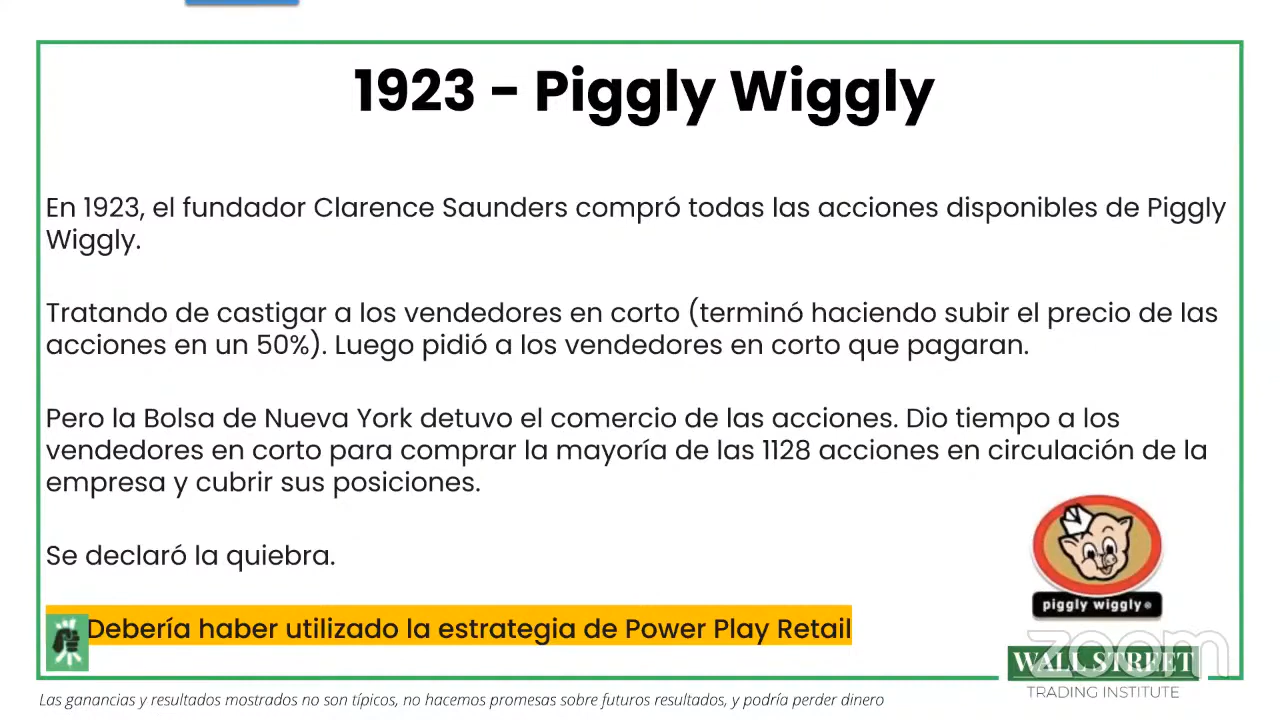 1923 - Piggly Wiggly
En 1923, el fundador Clarence Saunders compró todas las acciones disponibles de Piggly
Wiggly.
Tratando de castigar a los vendedores en corto (terminó haciendo subir el precio de las
acciones en un 50%). Luego pidió a los vendedores en corto que pagaran.
Pero la Bolsa de Nueva York detuvo el comercio de las acciones. Dio tiempo a los
vendedores en corto para comprar la mayoría de las 1128 acciones en circulación de la
empresa y cubrir sus posiciones.
Se declaró la quiebra.
piggly wiggly®
Debería haber utilizado la estrategia de Power Play Retail
zoom
WALL STREET
TRADING INSTITUTE
Las ganancias y resultados mostrados no son típicos, no hacemos promesas sobre futuros resultados, y podría perder dinero